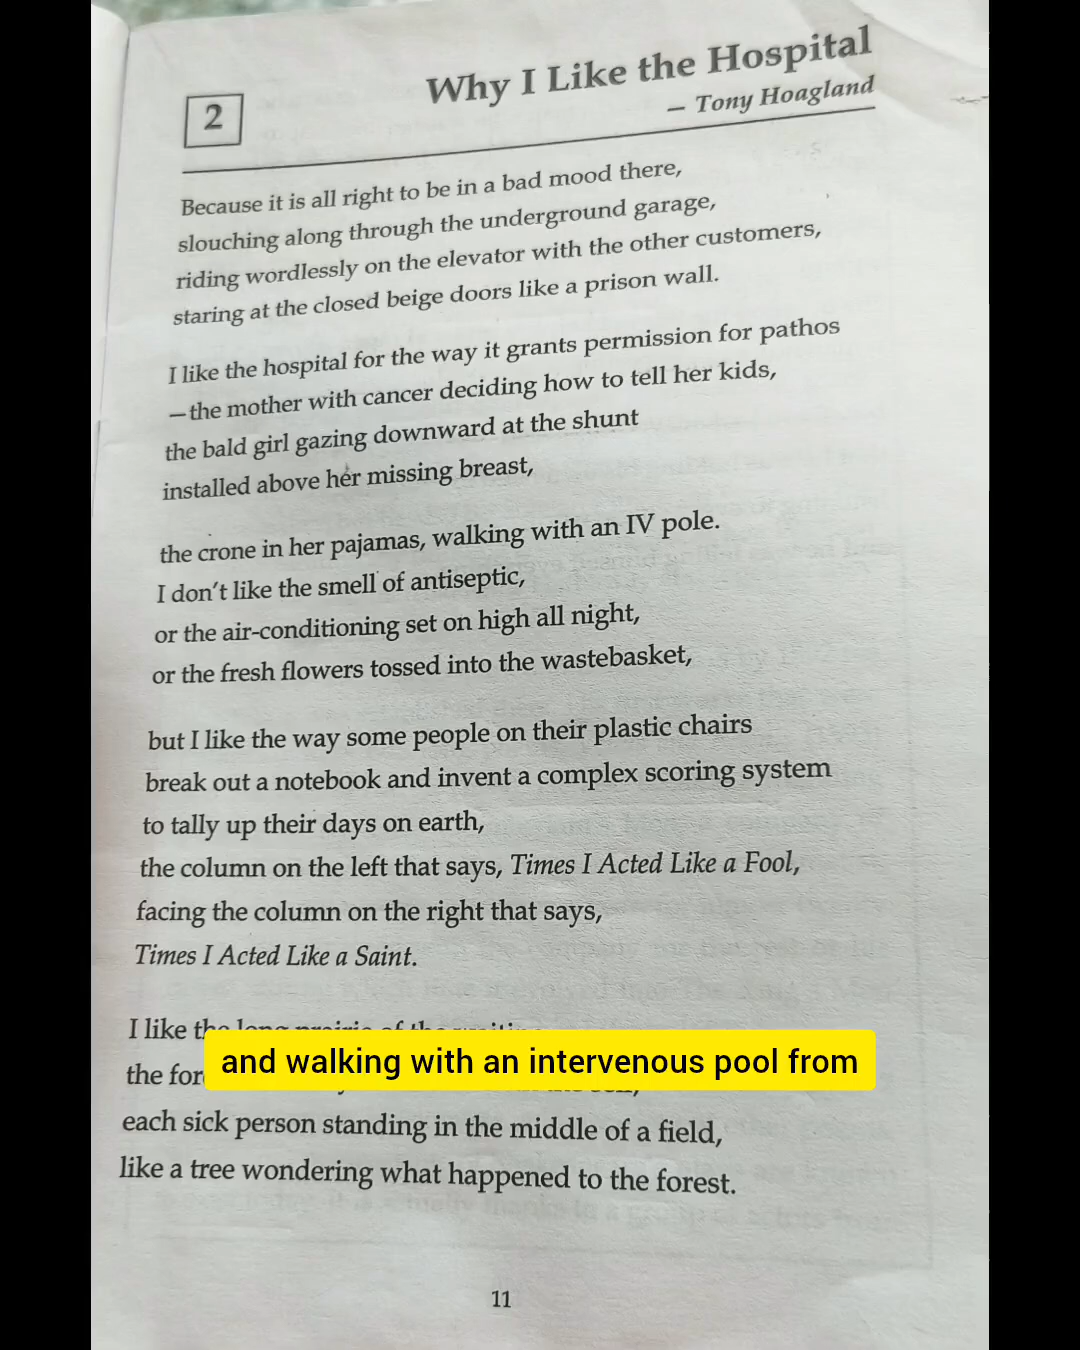 2
Why I Like the Hospital
— Tony Hoagland
Because it is all right to be in a bad mood there,
slouching along through the underground garage,
riding wordlessly on the elevator with the other customers,
staring at the closed beige doors like a prison wall.
I like the hospital for the way it grants permission for pathos
—the mother with cancer deciding how to tell her kids,
the bald girl gazing downward at the shunt
installed above her missing breast,
the crone in her pajamas, walking with an IV pole.
I don't like the smell of antiseptic,
or the air-conditioning set on high all night,
or the fresh flowers tossed into the wastebasket,
but I like the way some people on their plastic chairs
break out a notebook and invent a complex scoring system
to tally up their days on earth,
the column on the left that says, Times I Acted Like a Fool,
facing the column on the right that says,
Times I Acted Like a Saint.
I like
and walking with an intervenous pool from
the
each sick person standing in the middle of a field,
like a tree wondering what happened to the forest.
11